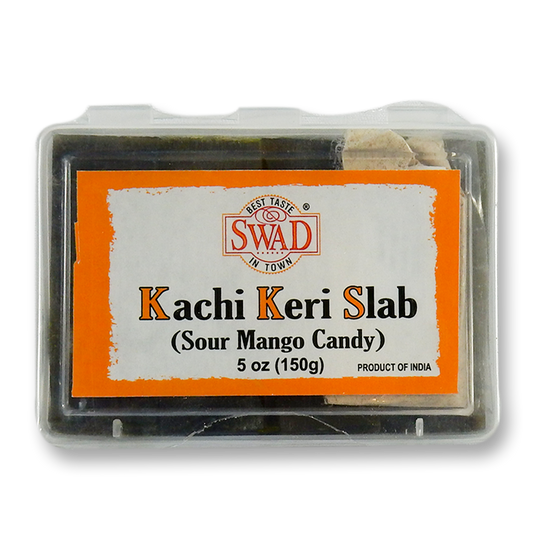 BEST TASTE
®
SWAD
IN TOWN
Kachi Keri Slab
(Sour Mango Candy)
5 oz (150g)
PRODUCT OF INDIA